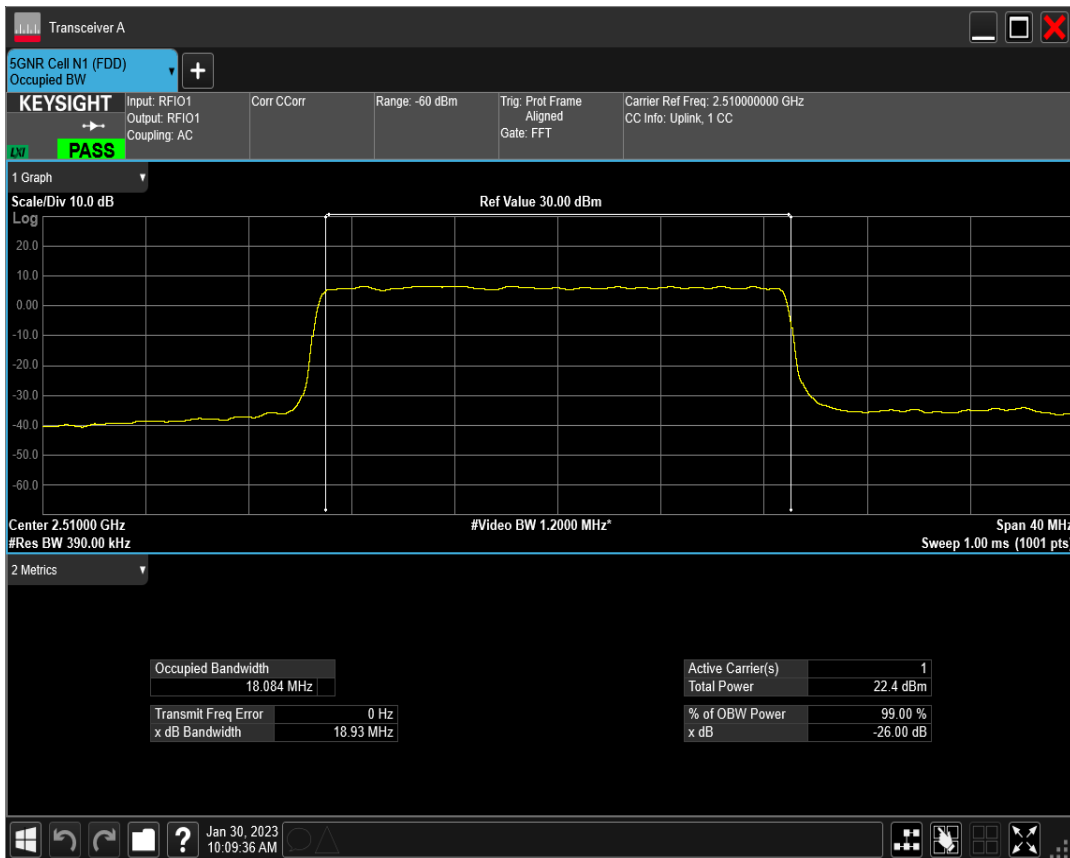 Transceiver A
5GNR Cell N1 (FDD)
Occupied BW
+
KEYSIGHT
LXI
PASS
Input: RFIO1
Output: RFIO1
Coupling: AC
Corr CCorr
Range: -60 dBm
Trig: Prot Frame
Aligned
Gate: FFT
Carrier Ref Freq: 2.510000000 GHz
CC Info: Uplink, 1 CC
1 Graph
Scale/Div 10.0 dB
Ref Value 30.00 dBm
Log
20.0
10.0
0.00
-10.0
-20.0
-30.0
-40.0
-50.0
-60.0
Center 2.51000 GHz
#Video BW 1.2000 MHz*
Span 40 MHz
#Res BW 390.00 kHz
Sweep 1.00 ms (1001 pts)
2 Metrics
Occupied Bandwidth
18.084 MHz
Transmit Freq Error 0 Hz
x dB Bandwidth 18.93 MHz
Active Carrier(s) 1
Total Power 22.4 dBm
% of OBW Power 99.00 %
x dB -26.00 dB
?
Jan 30, 2023
10:09:36 AM